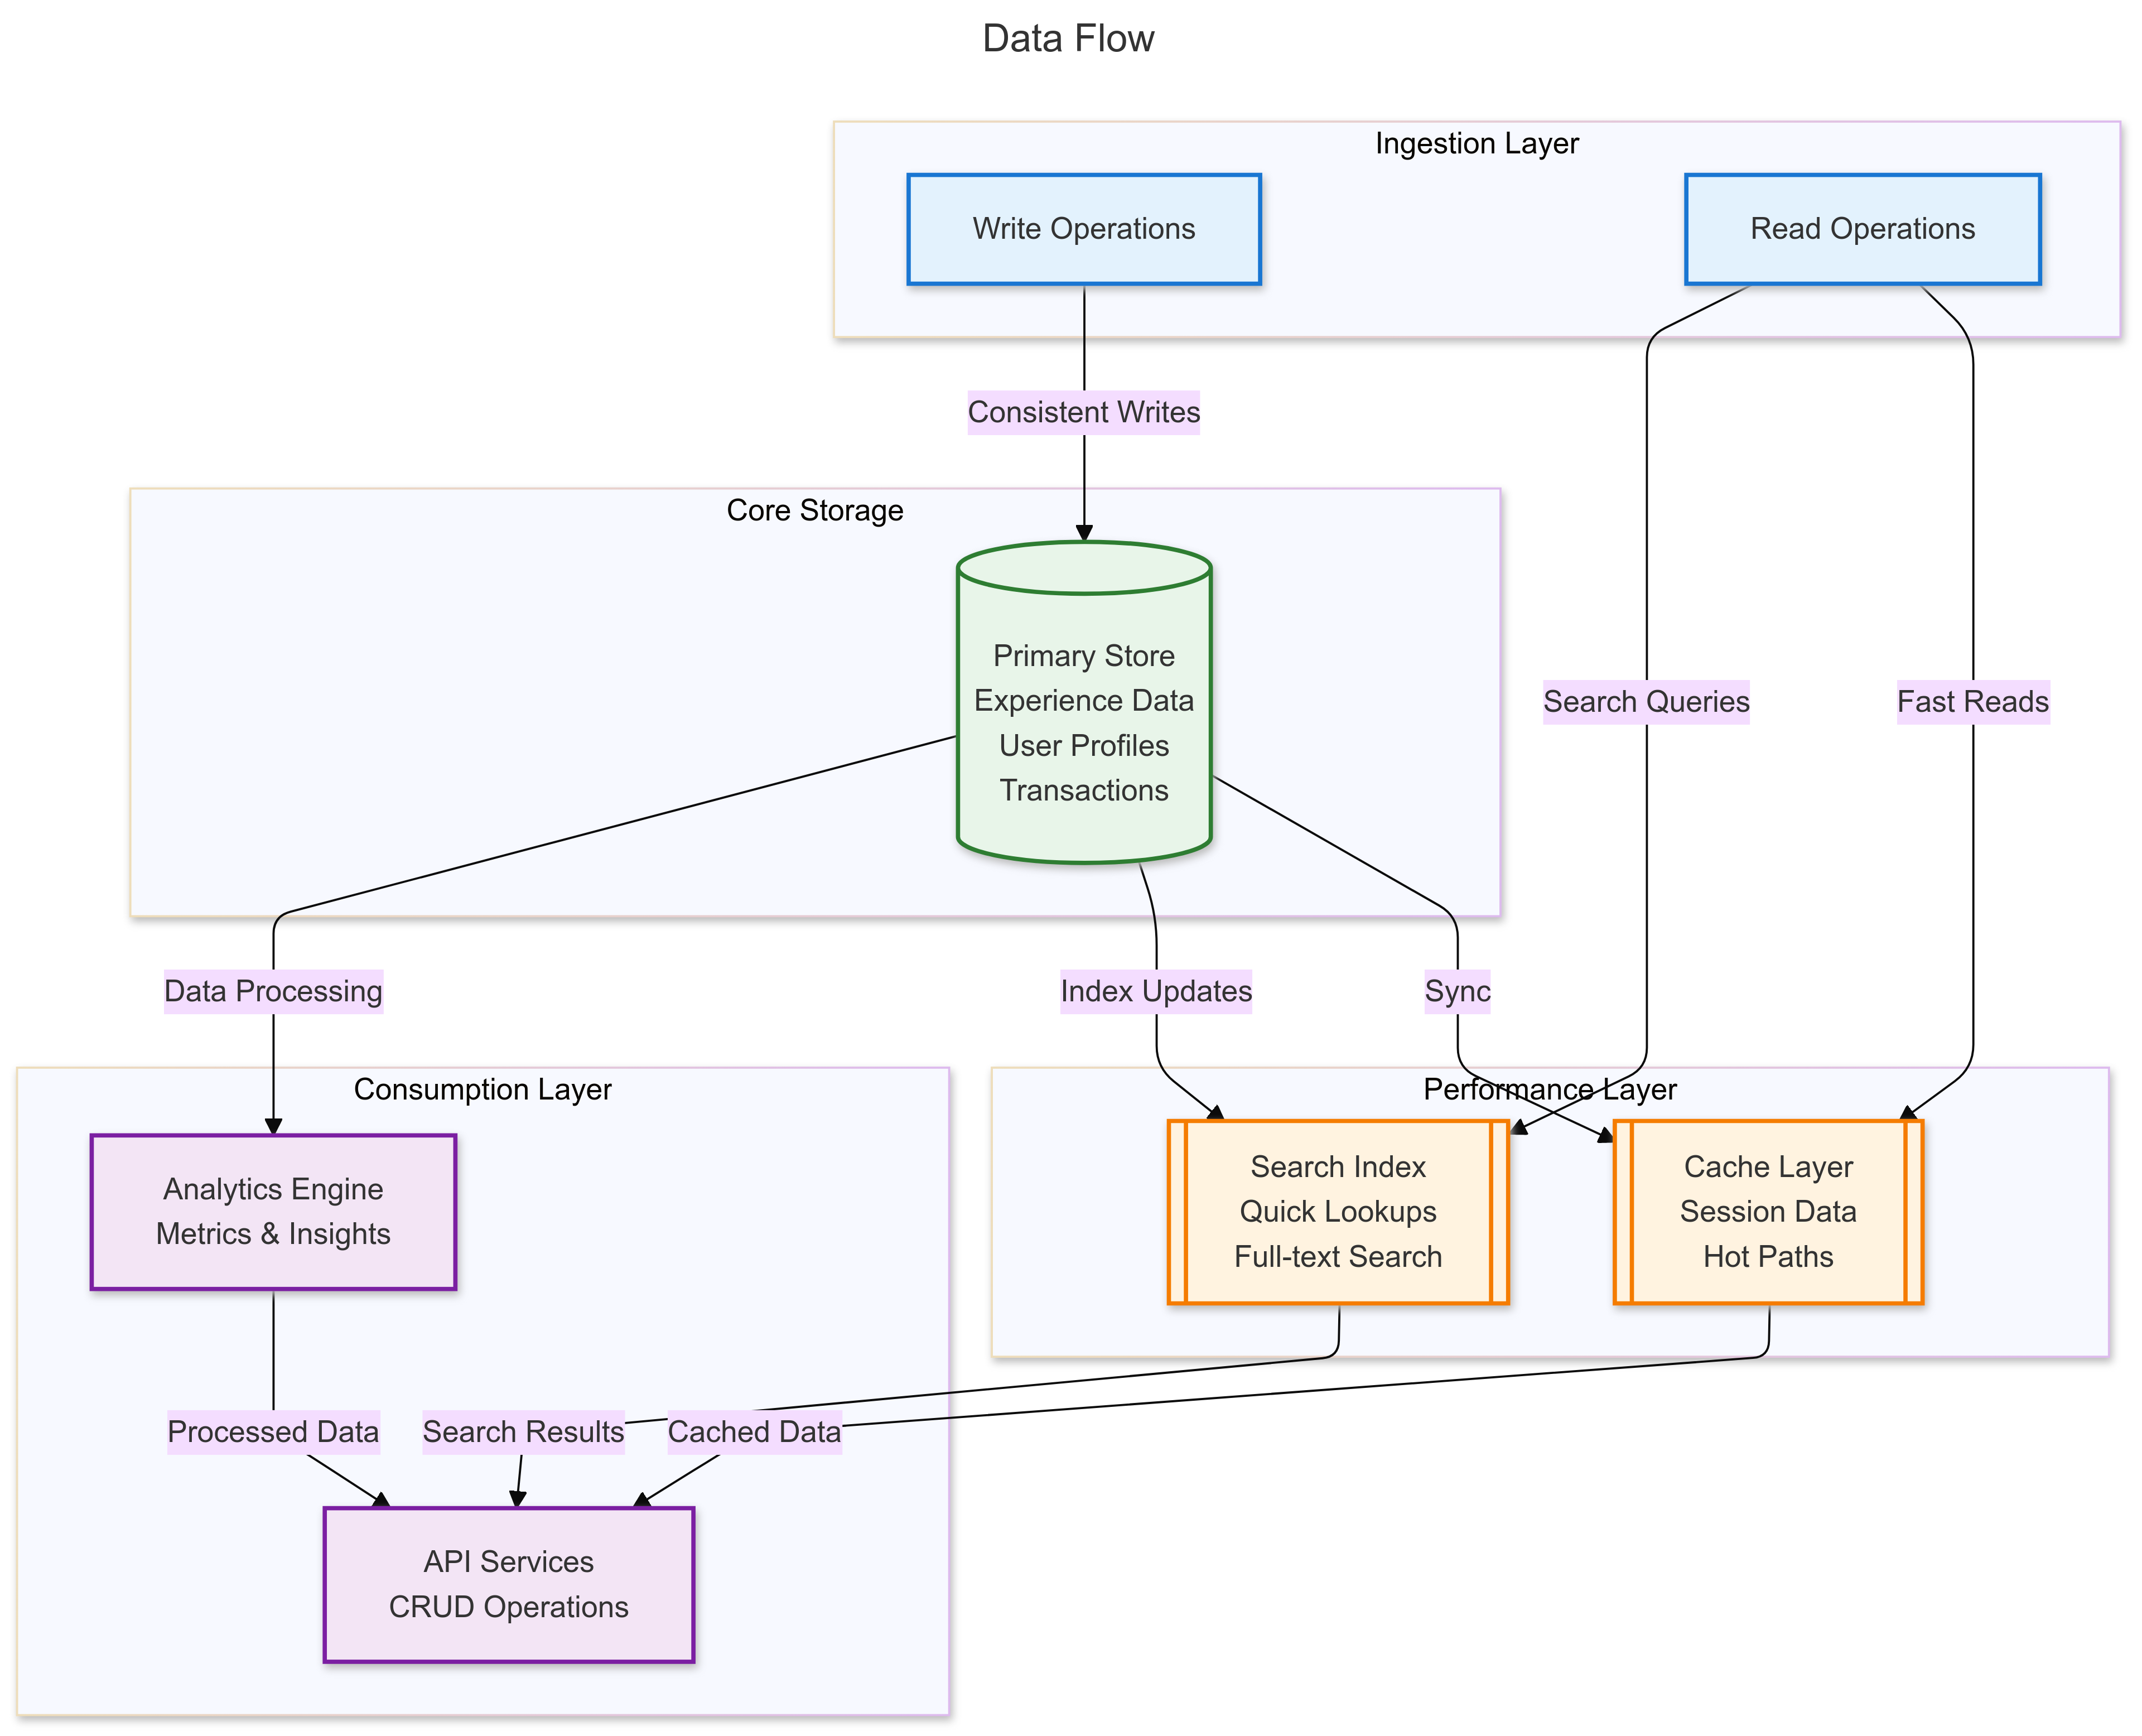 Data Flow
Ingestion Layer
Write Operations
Read Operations
Consistent Writes
Core Storage
Primary Store
Experience Data
User Profiles
Transactions
Search Queries
Fast Reads
Data Processing
Index Updates
Sync
Consumption Layer
Performance Layer
Analytics Engine
Metrics & Insights
Search Index
Quick Lookups
Full-text Search
Cache Layer
Session Data
Hot Paths
Processed Data
Search Results
Cached Data
API Services
CRUD Operations